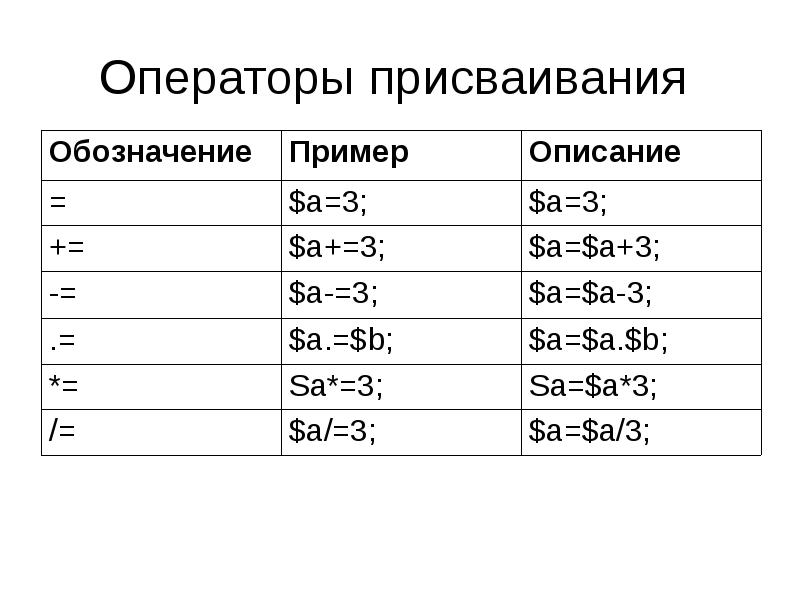 Операторы присваивания
Обозначение Пример Описание
= $a=3; $a=3;
+= $a+=3; $a=$a+3;
-= $a-=3; $a=$a-3;
.= $a.=$b; $a=$a.$b;
*= Sa*=3; Sa=$a*3;
/= $a/=3; $a=$a/3;